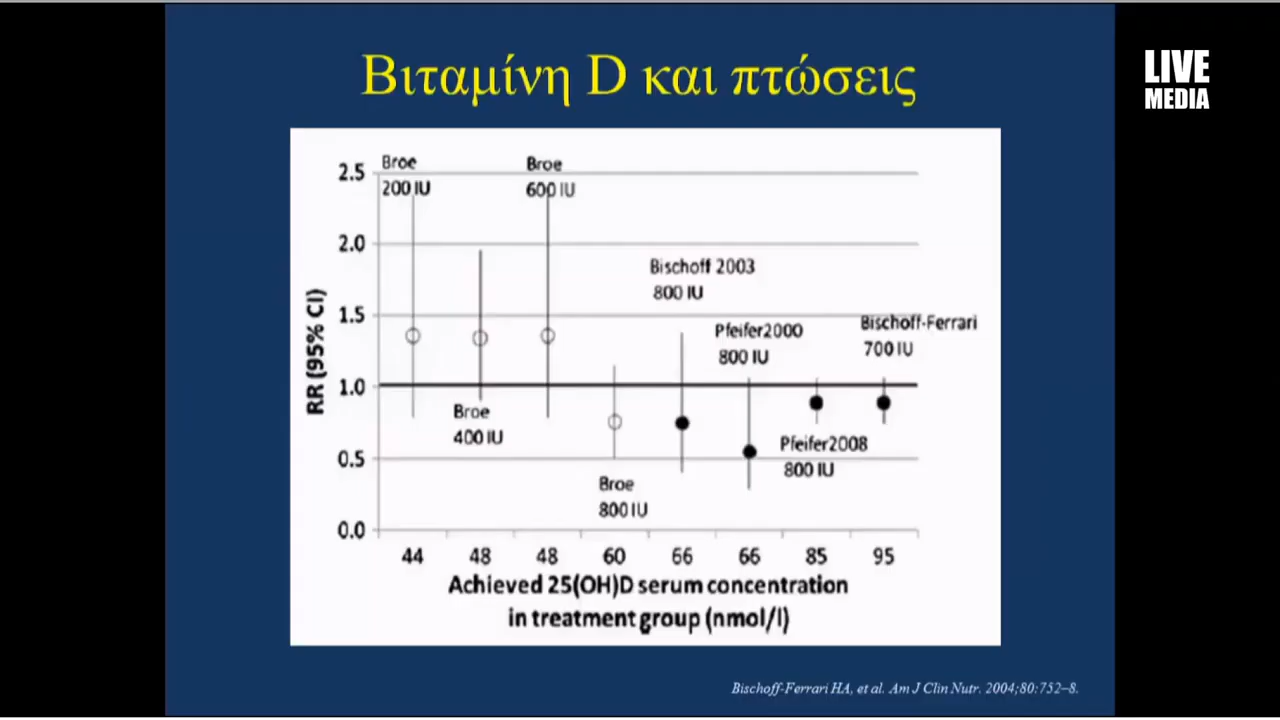 Βιταμίνη D και πτώσεις
LIVE
MEDIA
Broe
200 IU
Broe
600 IU
Bischoff 2003
800 IU
Pfeifer2000
800 IU
Bischoff-Ferrari
700 IU
Broe
400 IU
Pfeifer2008
800 IU
Broe
800 IU
2.5
2.0
1.5
1.0
0.5
0.0
RR (95% CI)
44 48 48 60 66 66 85 95
Achieved 25(OH)D serum concentration
in treatment group (nmol/l)
Bischoff-Ferrari HA, et al. Am J Clin Nutr. 2004;80:752–8.